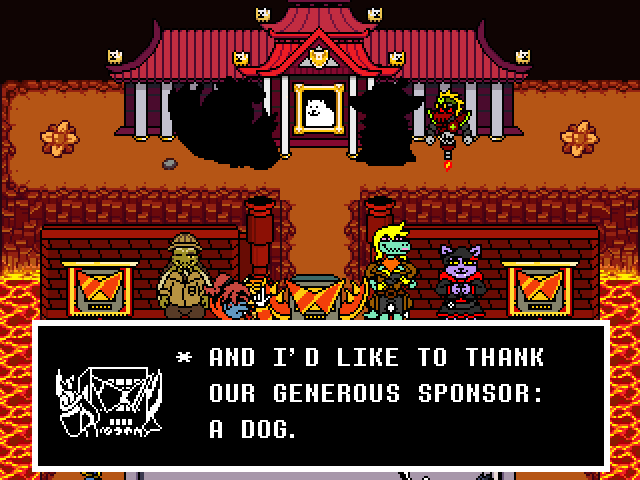 * AND I'D LIKE TO THANK
OUR GENEROUS SPONSOR:
A DOG.